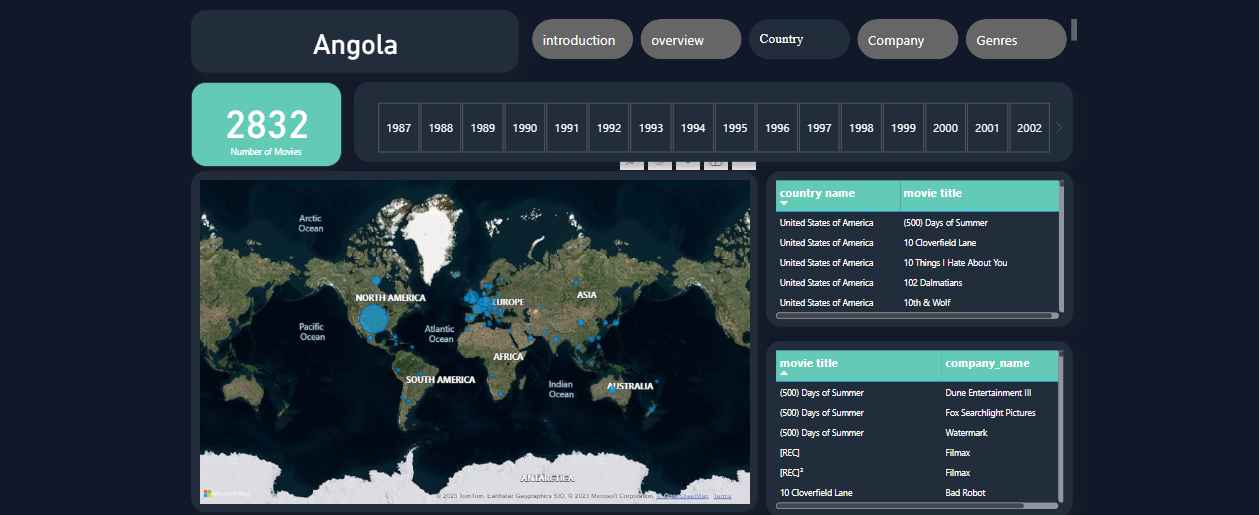 Angola
introduction
overview
Country
Company
Genres
2832
Number of Movies
1987 1988 1989 1990 1991 1992 1993 1994 1995 1996 1997 1998 1999 2000 2001 2002
Arctic
Ocean
NORTH AMERICA
EUROPE
ASIA
Pacific
Ocean
Atlantic
Ocean
AFRICA
SOUTH AMERICA
Indian
Ocean
AUSTRALIA
ANTARCTICA
Microsoft Bing
© 2023 TomTom, Earthstar Geographics SIO, © 2023 Microsoft Corporation, © OpenStreetMap Terms
country name movie title
United States of America (500) Days of Summer
United States of America 10 Cloverfield Lane
United States of America 10 Things I Hate About You
United States of America 102 Dalmatians
United States of America 10th & Wolf
movie title company_name
(500) Days of Summer Dune Entertainment III
(500) Days of Summer Fox Searchlight Pictures
(500) Days of Summer Watermark
[REC] Filmax
[REC]² Filmax
10 Cloverfield Lane Bad Robot